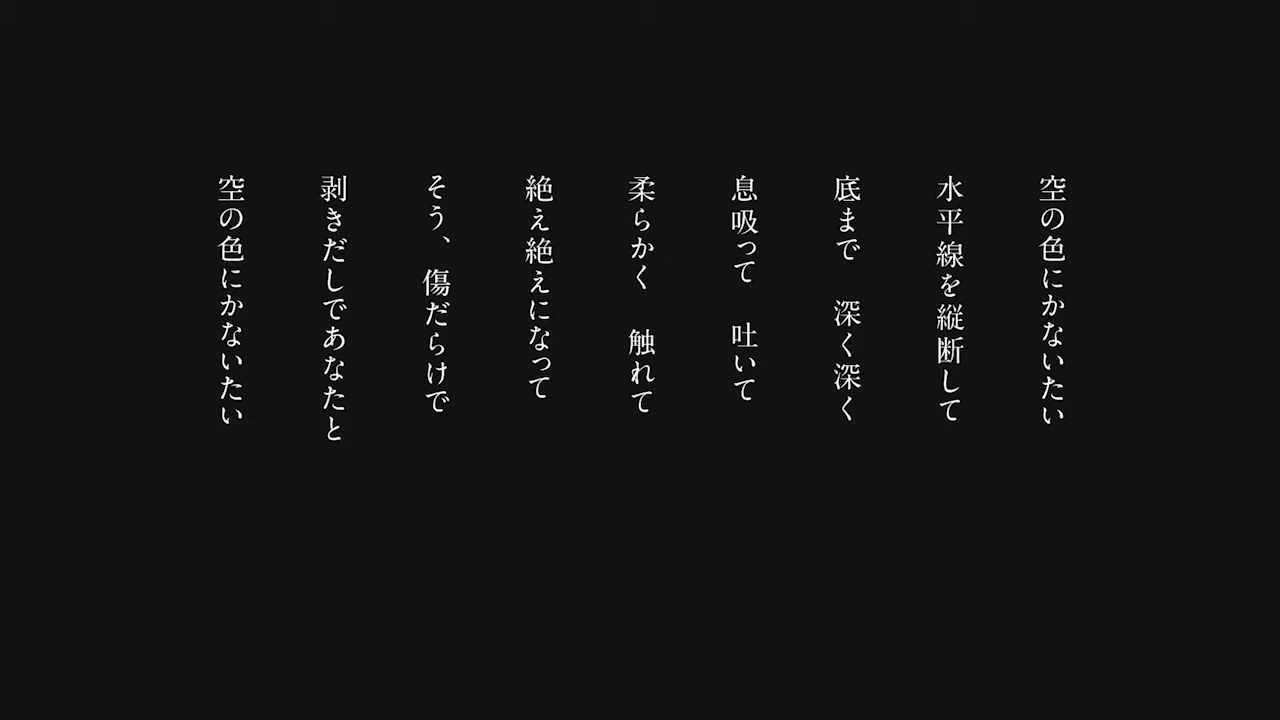 空の色にかないたい
水平線を縦断して
底まで　深く深く
息吸って　吐いて
柔らかく　触れて
絶え絶えになって
そう、傷だらけで
剥きだしであなたと
空の色にかないたい